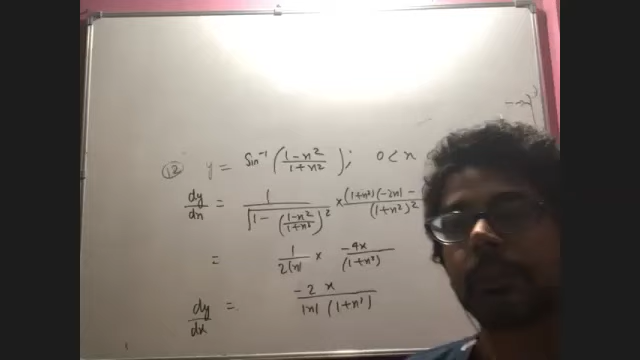 (12) y = Sin⁻¹ ( (1-x²)/(1+x²) ); 0 < x
dy/dx = 1/√(1 - ((1-x²)/(1+x²))²) × ((1+x²)(-2x) - /(1+x²)²
= 1/(2|x|) × -4x/(1+x²)
dy/dx = -2x/(|x| (1+x²))